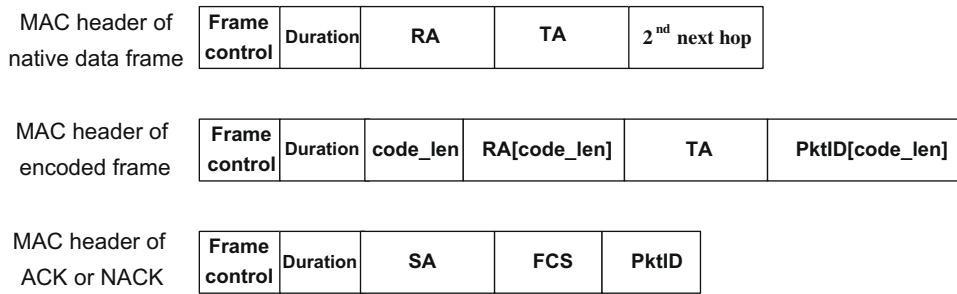 MAC header of
native data frame
Frame
control
Duration
RA
TA
2nd next hop
MAC header of
encoded frame
Frame
control
Duration
code_len
RA[code_len]
TA
PktID[code_len]
MAC header of
ACK or NACK
Frame
control
Duration
SA
FCS
PktID